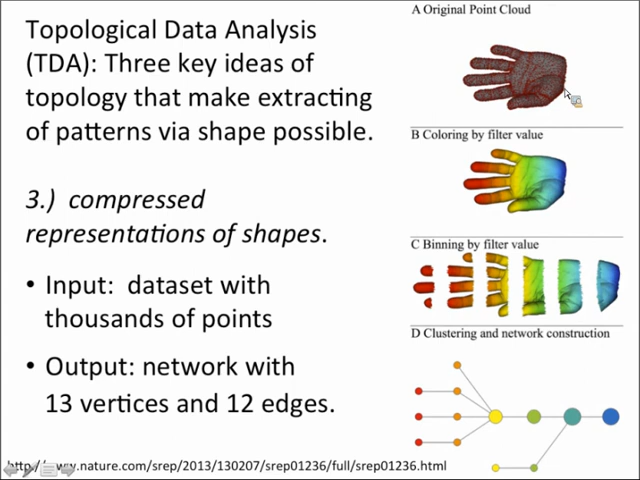 Topological Data Analysis
(TDA): Three key ideas of
topology that make extracting
of patterns via shape possible.
3.) compressed
representations of shapes.
• Input: dataset with
thousands of points
• Output: network with
13 vertices and 12 edges.
http://www.nature.com/srep/2013/130207/srep01236/full/srep01236.html
A Original Point Cloud
B Coloring by filter value
C Binning by filter value
D Clustering and network construction